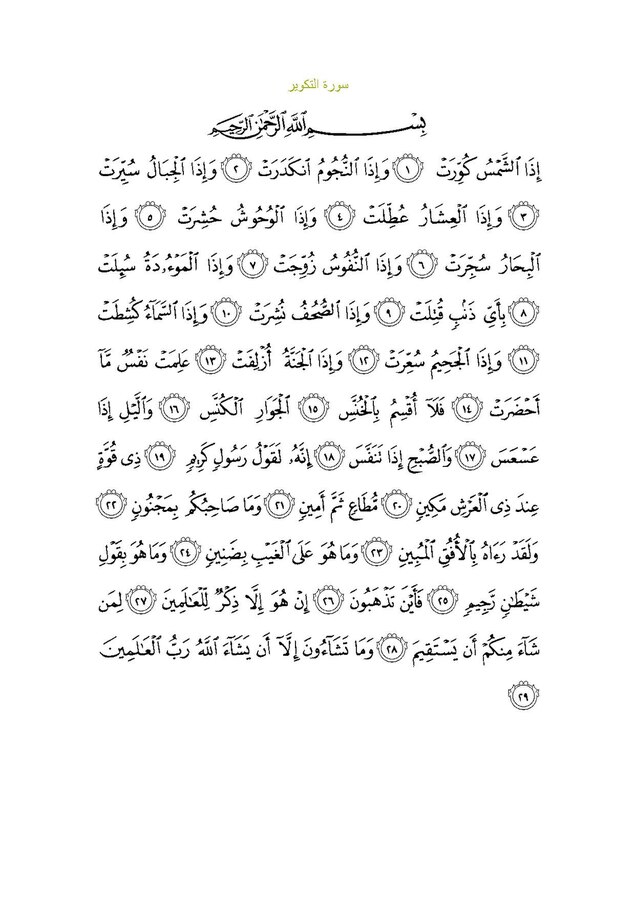 سورة التكوير
بِسْمِ ٱللَّهِ ٱلرَّحْمَٰنِ ٱلرَّحِيمِ
إِذَا ٱلشَّمْسُ كُوِّرَتْ ١ وَإِذَا ٱلنُّجُومُ ٱنكَدَرَتْ ٢ وَإِذَا ٱلْجِبَالُ سُيِّرَتْ
٣ وَإِذَا ٱلْعِشَارُ عُطِّلَتْ ٤ وَإِذَا ٱلْوُحُوشُ حُشِرَتْ ٥ وَإِذَا
ٱلْبِحَارُ سُجِّرَتْ ٦ وَإِذَا ٱلنُّفُوسُ زُوِّجَتْ ٧ وَإِذَا ٱلْمَوْءُۥدَةُ سُئِلَتْ
٨ بِأَىِّ ذَنۢبٍ قُتِلَتْ ٩ وَإِذَا ٱلصُّحُفُ نُشِرَتْ ١٠ وَإِذَا ٱلسَّمَآءُ كُشِطَتْ
١١ وَإِذَا ٱلْجَحِيمُ سُعِّرَتْ ١٢ وَإِذَا ٱلْجَنَّةُ أُزْلِفَتْ ١٣ عَلِمَتْ نَفْسٌ مَّآ
أَحْضَرَتْ ١٤ فَلَآ أُقْسِمُ بِٱلْخُنَّسِ ١٥ ٱلْجَوَارِ ٱلْكُنَّسِ ١٦ وَٱلَّيْلِ إِذَا
عَسْعَسَ ١٧ وَٱلصُّبْحِ إِذَا تَنَفَّسَ ١٨ إِنَّهُۥ لَقَوْلُ رَسُولٍ كَرِيمٍ ١٩ ذِى قُوَّةٍ
عِندَ ذِى ٱلْعَرْشِ مَكِينٍ ٢٠ مُّطَاعٍ ثَمَّ أَمِينٍ ٢١ وَمَا صَاحِبُكُم بِمَجْنُونٍ ٢٢
وَلَقَدْ رَءَاهُ بِٱلْأُفُقِ ٱلْمُبِينِ ٢٣ وَمَا هُوَ عَلَى ٱلْغَيْبِ بِضَنِينٍ ٢٤ وَمَا هُوَ بِقَوْلِ
شَيْطَٰنٍ رَّجِيمٍ ٢٥ فَأَيْنَ تَذْهَبُونَ ٢٦ إِنْ هُوَ إِلَّا ذِكْرٌ لِّلْعَٰلَمِينَ ٢٧ لِمَن
شَآءَ مِنكُمْ أَن يَسْتَقِيمَ ٢٨ وَمَا تَشَآءُونَ إِلَّآ أَن يَشَآءَ ٱللَّهُ رَبُّ ٱلْعَٰلَمِينَ
٢٩